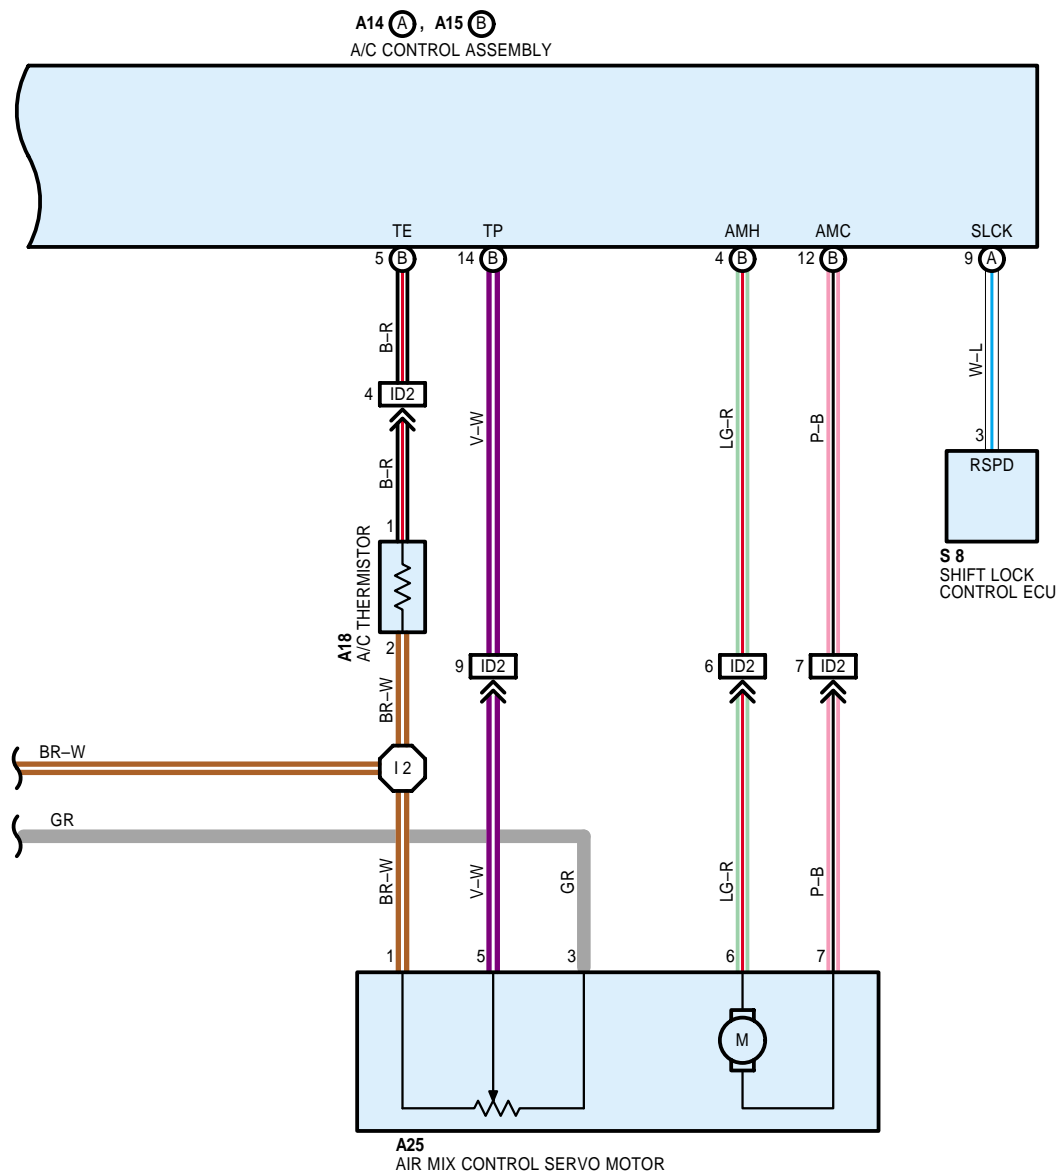 A14 A , A15 B
A/C CONTROL ASSEMBLY
TE TP AMH AMC SLCK
5 B 14 B 4 B 12 B 9 A
B–R
W–L
4 ID2
V–W
LG–R
P–B
3
RSPD
B–R
1
A18
A/C THERMISTOR
S 8
SHIFT LOCK
CONTROL ECU
2
9 ID2 6 ID2 7 ID2
BR–W
BR–W
I 2
GR
BR–W
V–W
GR
LG–R
P–B
1 5 3 6 7
M
A25
AIR MIX CONTROL SERVO MOTOR